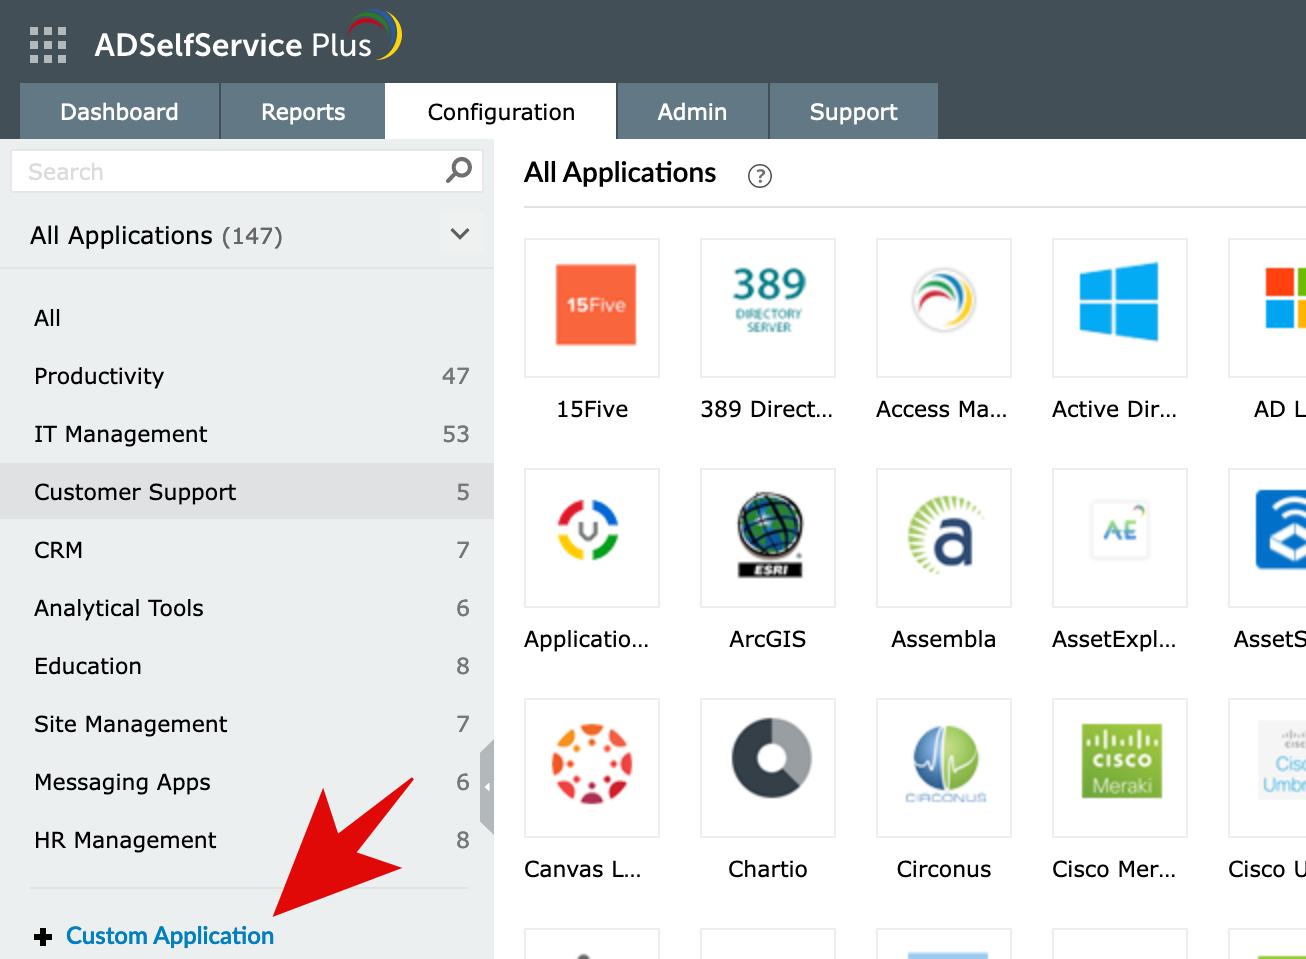 ADSelfService Plus
Dashboard Reports Configuration Admin Support
Search
All Applications (147)
All
Productivity 47
IT Management 53
Customer Support 5
CRM 7
Analytical Tools 6
Education 8
Site Management 7
Messaging Apps 6
HR Management 8
Custom Application
All Applications ?
15Five
389
DIRECTORY
SERVER
15Five 389 Direct... Access Ma... Active Dir... AD L
U
ESRI
a
AE
Applicatio... ArcGIS Assembla AssetExpl... AssetS
CIRCONUS
CISCO
Meraki
cisc
Cisc
Umbr
Canvas L... Chartio Circonus Cisco Mer... Cisco U